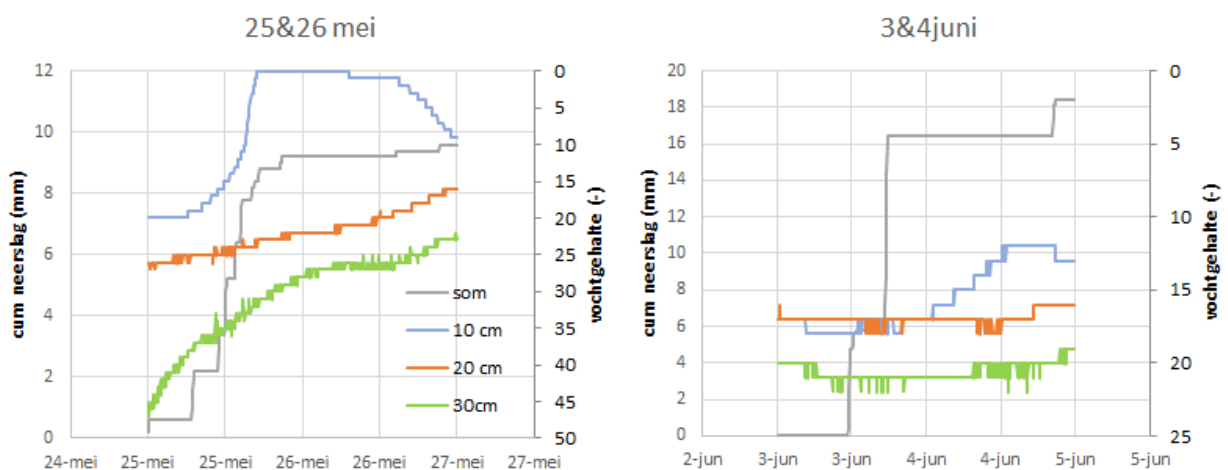 25&26 mei
12
10
8
6
4
2
0
cum neerslag (mm)
0
5
10
15
20
25
30
35
40
45
50
vochtgehalte (-)
24-mei
25-mei
25-mei
26-mei
26-mei
27-mei
27-mei
som
10 cm
20 cm
30cm
3&4juni
20
18
16
14
12
10
8
6
4
2
0
cum neerslag (mm)
0
5
10
15
20
25
vochtgehalte (-)
2-jun
3-jun
3-jun
4-jun
4-jun
5-jun
5-jun